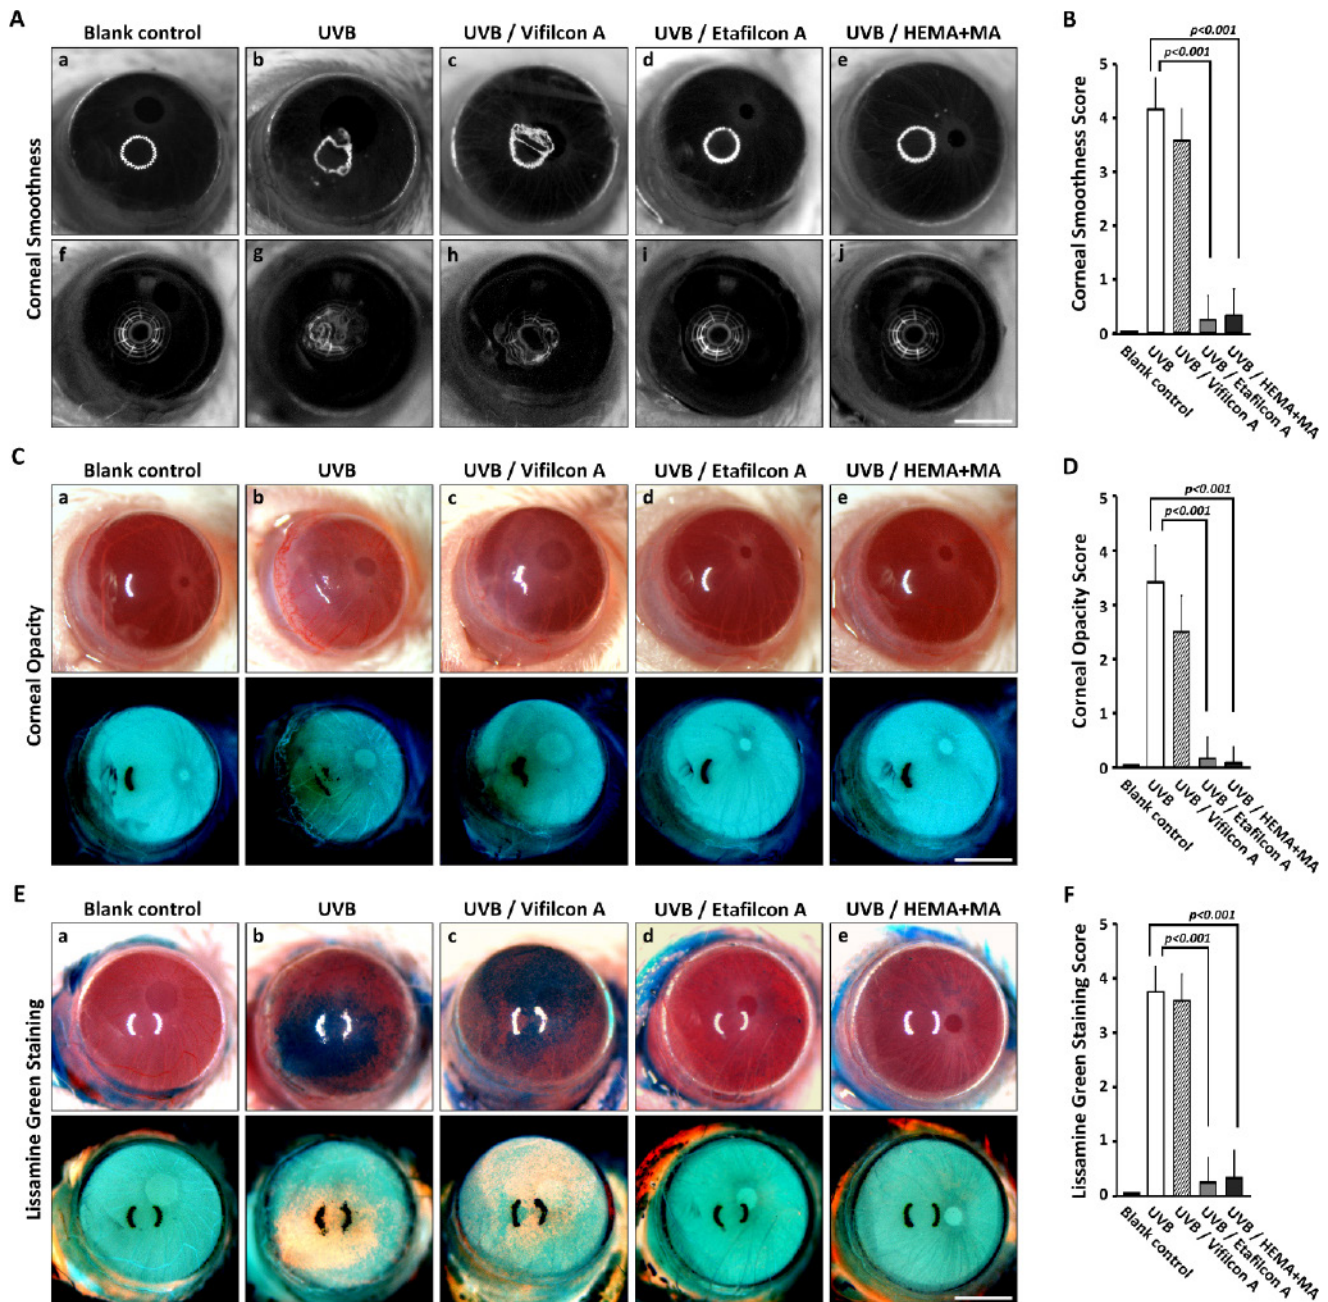 A
Blank control
UVB
UVB / Vifilcon A
UVB / Etafilcon A
UVB / HEMA+MA
Corneal Smoothness
a
b
c
d
e
f
g
h
i
j
B
p<0.001
p<0.001
Corneal Smoothness Score
5
4
3
2
1
0
Blank control
UVB
UVB / Vifilcon A
UVB / Etafilcon A
UVB / HEMA+MA
C
Blank control
UVB
UVB / Vifilcon A
UVB / Etafilcon A
UVB / HEMA+MA
Corneal Opacity
a
b
c
d
e
D
p<0.001
p<0.001
Corneal Opacity Score
5
4
3
2
1
0
Blank control
UVB
UVB / Vifilcon A
UVB / Etafilcon A
UVB / HEMA+MA
E
Blank control
UVB
UVB / Vifilcon A
UVB / Etafilcon A
UVB / HEMA+MA
Lissamine Green Staining
a
b
c
d
e
F
p<0.001
p<0.001
Lissamine Green Staining Score
5
4
3
2
1
0
Blank control
UVB
UVB / Vifilcon A
UVB / Etafilcon A
UVB / HEMA+MA